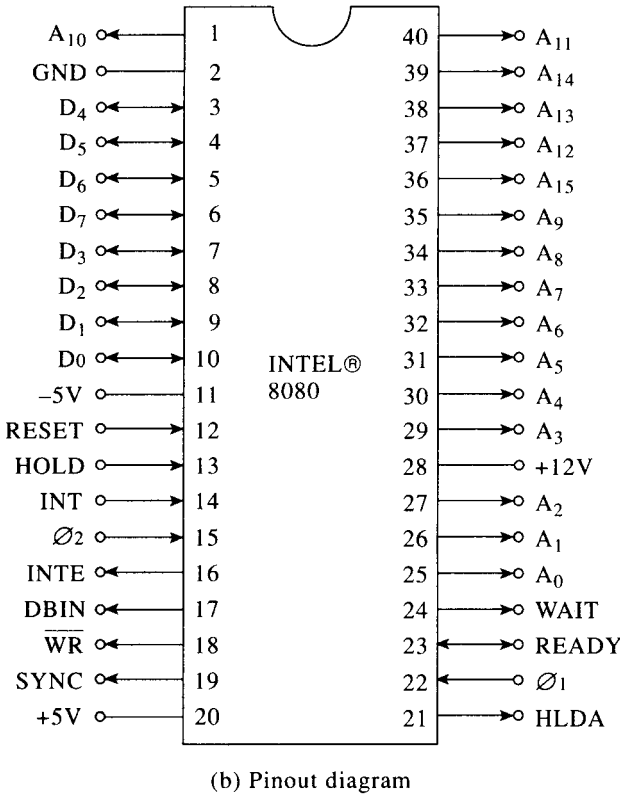 A10 1 40 A11
GND 2 39 A14
D4 3 38 A13
D5 4 37 A12
D6 5 36 A15
D7 6 35 A9
D3 7 34 A8
D2 8 33 A7
D1 9 32 A6
D0 10 31 A5
INTEL®
8080
–5V 11 30 A4
RESET 12 29 A3
HOLD 13 28 +12V
INT 14 27 A2
∅2 15 26 A1
INTE 16 25 A0
DBIN 17 24 WAIT
W̅R̅ 18 23 READY
SYNC 19 22 ∅1
+5V 20 21 HLDA
(b) Pinout diagram